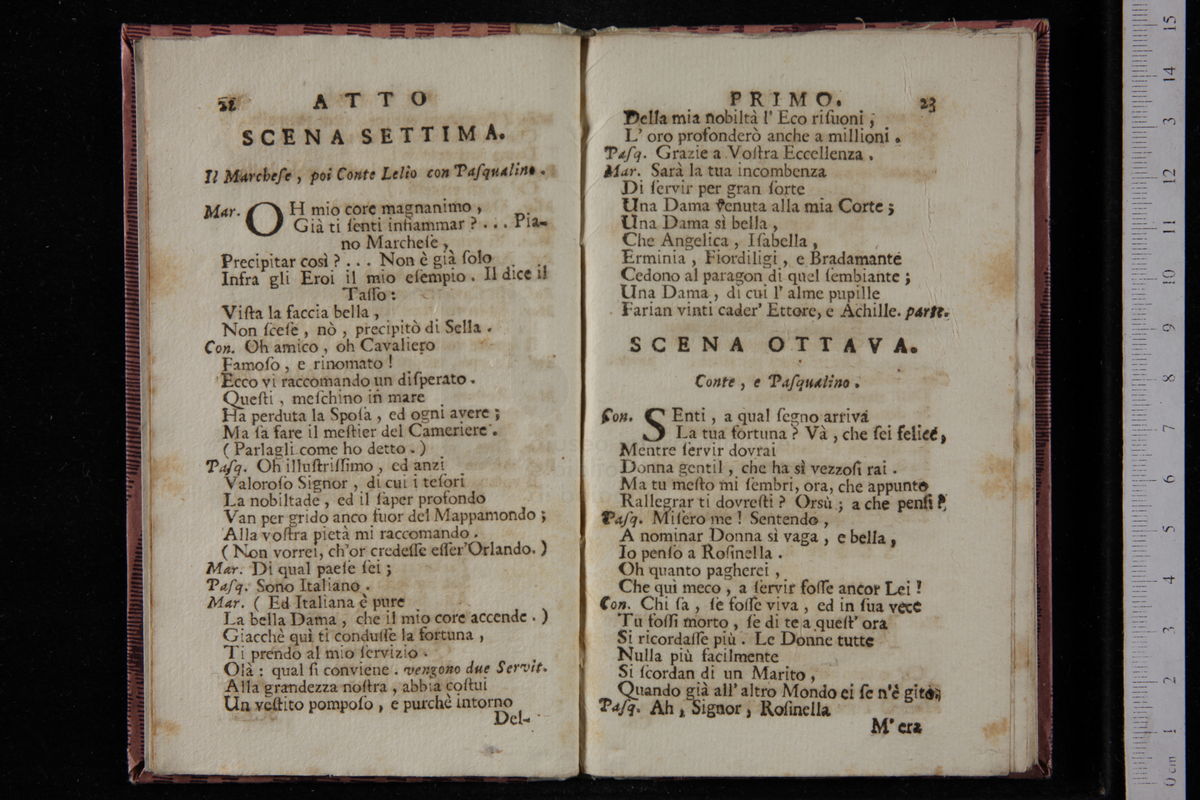 22 ATTO
SCENA SETTIMA.
Il Marcheſe, poi Conte Lelio con Paſqualino.
Mar. OH mio core magnanimo,
Già ti ſenti infiammar?... Pia-
no Marcheſe,
Precipitar così?... Non è già ſolo
Infra gli Eroi il mio eſempio. Il dice il
Taſſo:
Viſta la faccia bella,
Non ſceſe, nò, precipitò di Sella.
Con. Oh amico, oh Cavaliero
Famoſo, e rinomato!
Ecco vi raccomando un diſperato.
Queſti, meſchino in mare
Ha perduta la Spoſa, ed ogni avere;
Ma ſa fare il meſtier del Cameriere.
(Parlagli come ho detto.)
Paſq. Oh illuſtriſſimo, ed anzi
Valoroſo Signor, di cui i teſori
La nobiltade, ed il ſaper profondo
Van per grido anco fuor del Mappamondo;
Alla voſtra pietà mi raccomando.
(Non vorrei, ch'or credeſſe eſſer'Orlando.)
Mar. Di qual paeſe ſei;
Paſq. Sono Italiano.
Mar. (Ed Italiana è pure
La bella Dama, che il mio core accende.)
Giacchè quì ti conduſſe la fortuna,
Ti prendo al mio ſervizio.
Olà: qual ſi conviene. vengono due Servit.
Alla grandezza noſtra, abbia coſtui
Un veſtito pompoſo, e purchè intorno
Del-
PRIMO. 23
Della mia nobiltà l'Eco riſuoni,
L'oro profonderò anche a millioni.
Paſq. Grazie a Voſtra Eccellenza.
Mar. Sarà la tua incombenza
Di ſervir per gran ſorte
Una Dama venuta alla mia Corte;
Una Dama sì bella,
Che Angelica, Iſabella,
Erminia, Fiordiligi, e Bradamante
Cedono al paragon di quel ſembiante;
Una Dama, di cui l'alme pupille
Farian vinti cader' Ettore, e Achille. parte.
SCENA OTTAVA.
Conte, e Paſqualino.
Con. SEnti, a qual ſegno arriva
La tua fortuna? Và, che ſei felice,
Mentre ſervir dovrai
Donna gentil, che ha sì vezzoſi rai.
Ma tu meſto mi ſembri, ora, che appunto
Rallegrar ti dovreſti? Orsù; a che penſi?
Paſq. Miſero me! Sentendo,
A nominar Donna sì vaga, e bella,
Io penſo a Roſinella.
Oh quanto pagherei,
Che quì meco, a ſervir foſſe ancor Lei!
Con. Chi ſa, ſe foſſe viva, ed in ſua vece
Tu foſſi morto, ſe di te a queſt'ora
Si ricordaſſe più. Le Donne tutte
Nulla più facilmente
Si ſcordan di un Marito,
Quando già all'altro Mondo ei ſe n'è gito;
Paſq. Ah, Signor, Roſinella
M'era
0 cm 1 2 3 4 5 6 7 8 9 10 11 12 3 14 15